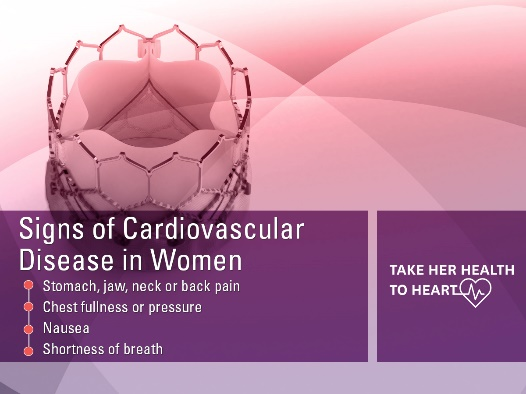 Signs of Cardiovascular
Disease in Women
Stomach, jaw, neck or back pain
Chest fullness or pressure
Nausea
Shortness of breath
TAKE HER HEALTH
TO HEART